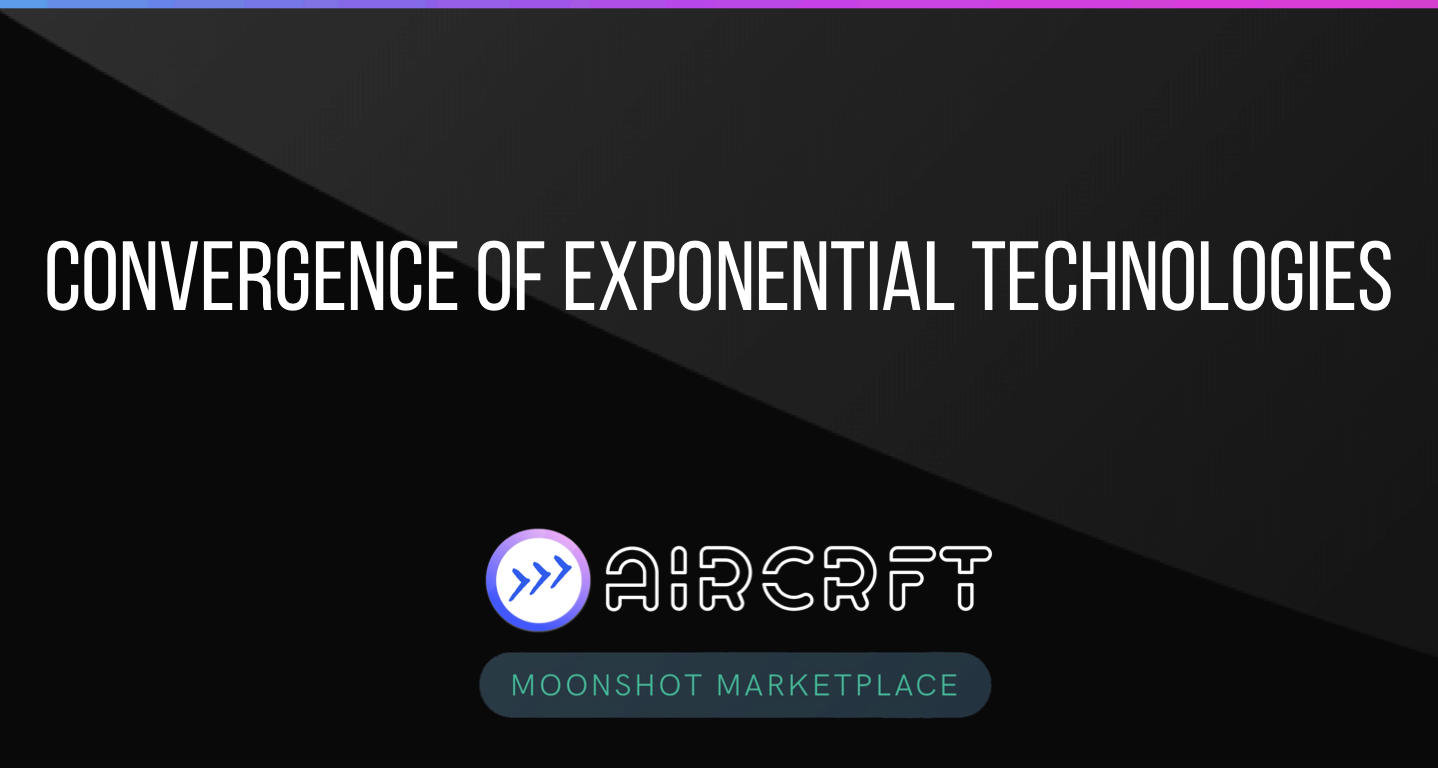 CONVERGENCE OF EXPONENTIAL TECHNOLOGIES
AIRCRFT
MOONSHOT MARKETPLACE